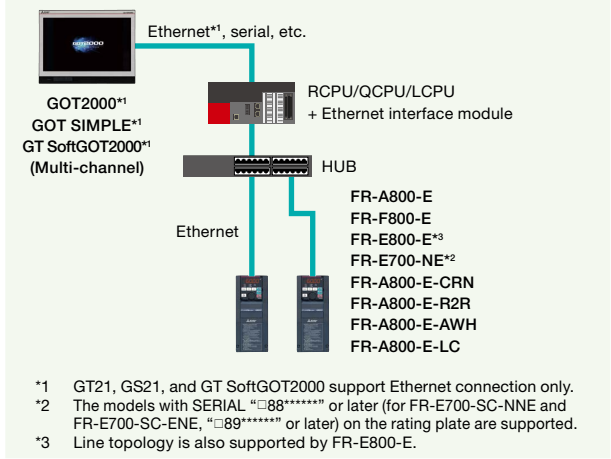 Ethernet*1, serial, etc.
GOT2000
RCPU/QCPU/LCPU
+ Ethernet interface module
GOT2000*1
GOT SIMPLE*1
GT SoftGOT2000*1
(Multi-channel)
HUB
Ethernet
FR-A800-E
FR-F800-E
FR-E800-E*3
FR-E700-NE*2
FR-A800-E-CRN
FR-A800-E-R2R
FR-A800-E-AWH
FR-A800-E-LC
*1 GT21, GS21, and GT SoftGOT2000 support Ethernet connection only.
*2 The models with SERIAL “□88******” or later (for FR-E700-SC-NNE and
FR-E700-SC-ENE, “□89******” or later) on the rating plate are supported.
*3 Line topology is also supported by FR-E800-E.